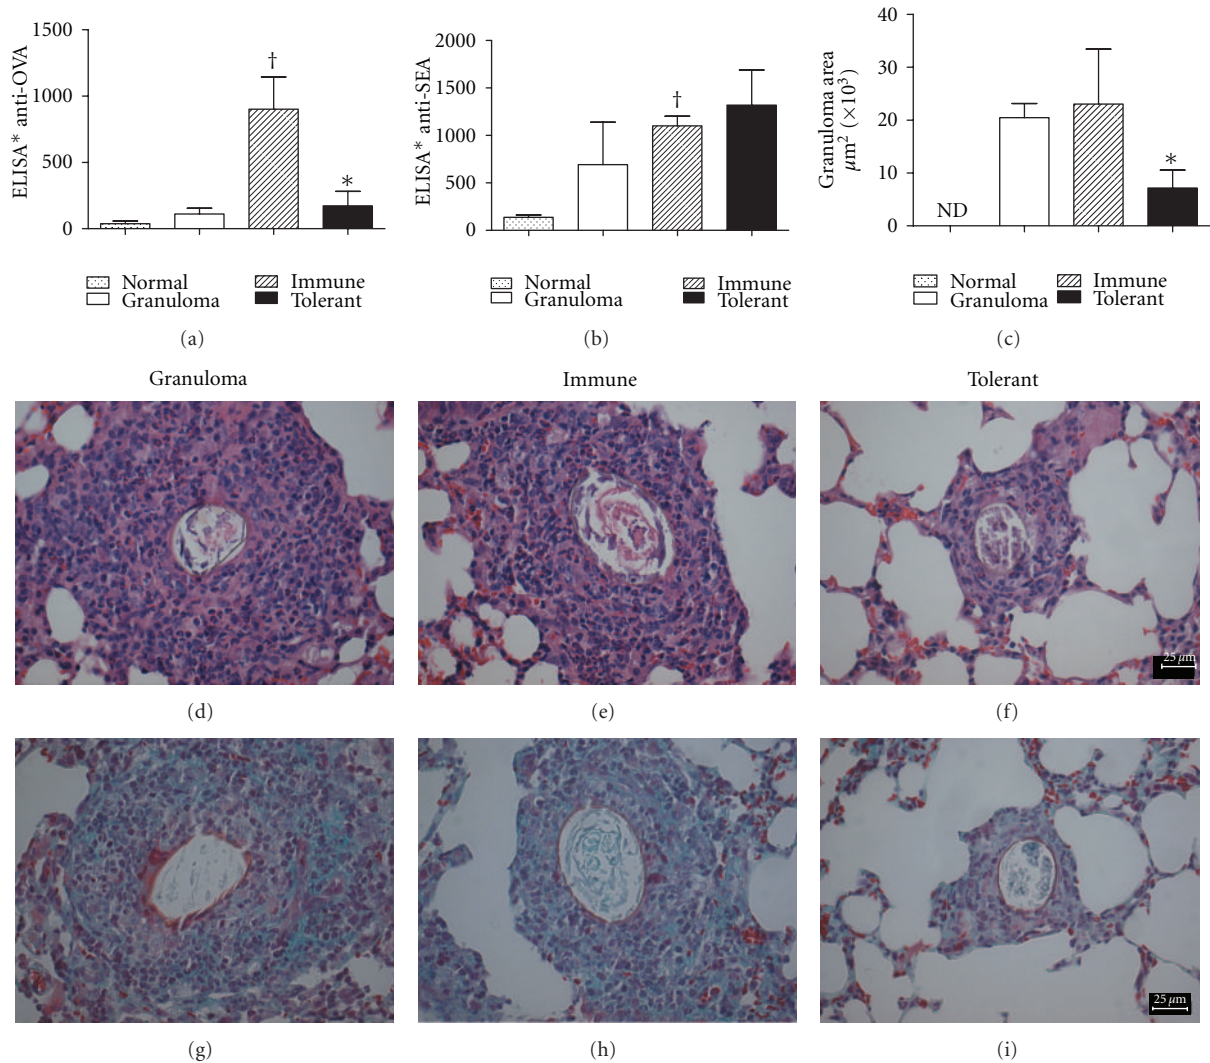 ELISA* anti-OVA
1500
1000
500
0
†
*
Normal
Granuloma
Immune
Tolerant
(a)
ELISA* anti-SEA
2000
1500
1000
500
0
†
Normal
Granuloma
Immune
Tolerant
(b)
Granuloma area
μm² (×10³)
40
30
20
10
0
ND
*
Normal
Granuloma
Immune
Tolerant
(c)
Granuloma
Immune
Tolerant
25 μm
(d)
(e)
(f)
25 μm
(g)
(h)
(i)